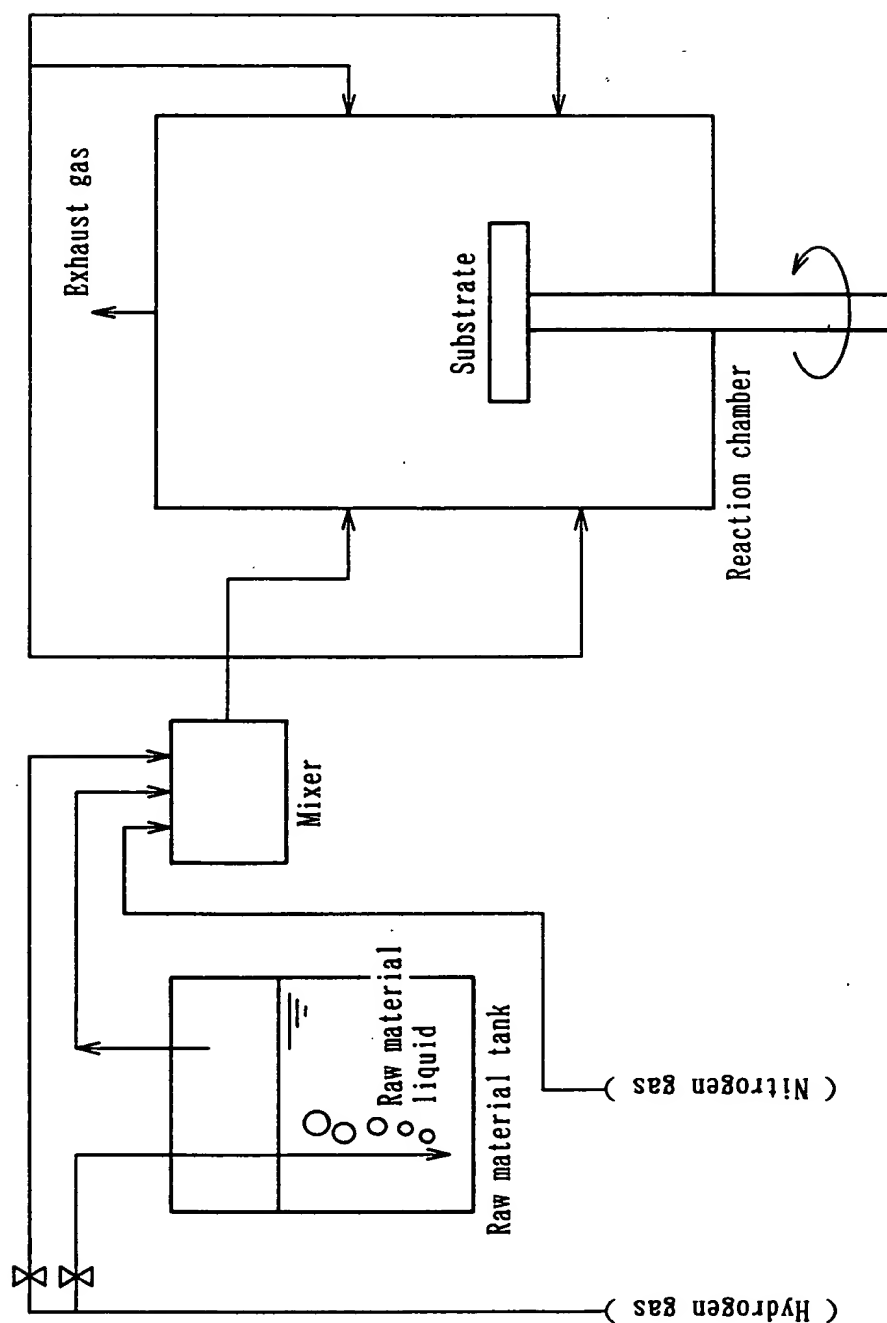 Exhaust gas
Substrate
Reaction chamber
Mixer
Raw material
liquid
Raw material tank
( Nitrogen gas )
( Hydrogen gas )